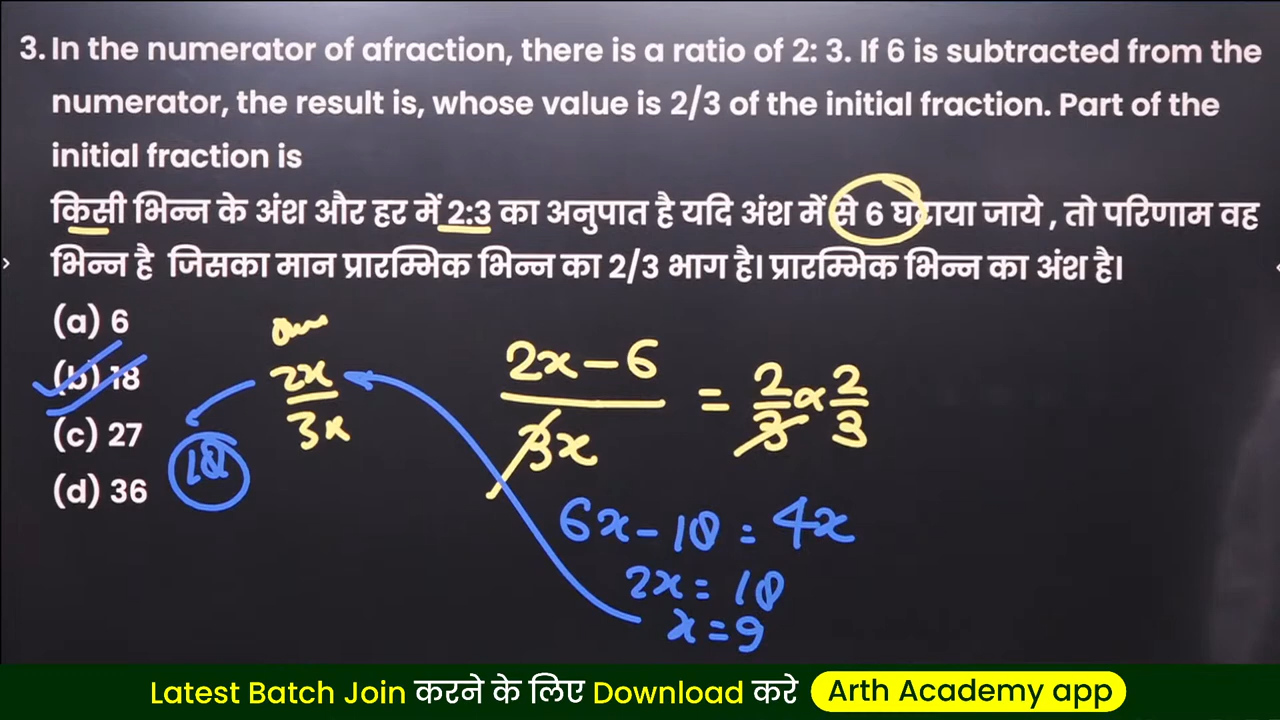 3. In the numerator of afraction, there is a ratio of 2: 3. If 6 is subtracted from the
numerator, the result is, whose value is 2/3 of the initial fraction. Part of the
initial fraction is
किसी भिन्न के अंश और हर में 2:3 का अनुपात है यदि अंश में से 6 घटाया जाये , तो परिणाम वह
भिन्न है जिसका मान प्रारम्भिक भिन्न का 2/3 भाग है। प्रारम्भिक भिन्न का अंश है।
(a) 6
(b) 18
(c) 27
(d) 36
2x
3x
18
2x - 6
3x
= 2/3 × 2/3
6x - 18 = 4x
2x = 18
x = 9
Latest Batch Join करने के लिए Download करे Arth Academy app